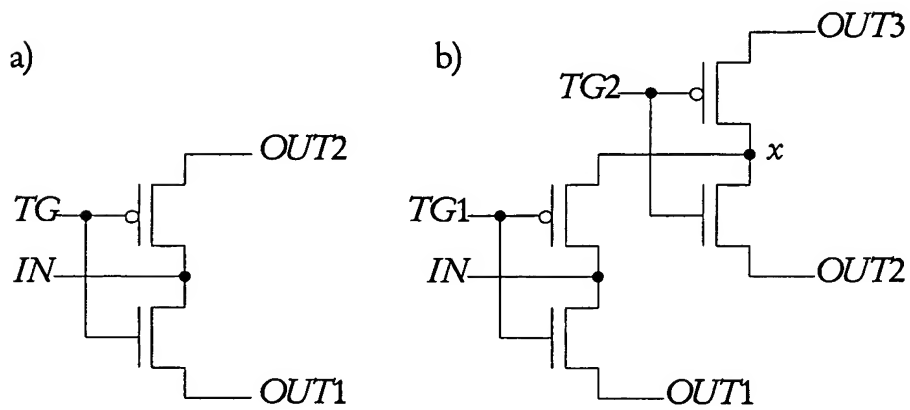 a)
OUT2
TG
IN
OUT1
b)
OUT3
TG2
x
TG1
IN
OUT2
OUT1